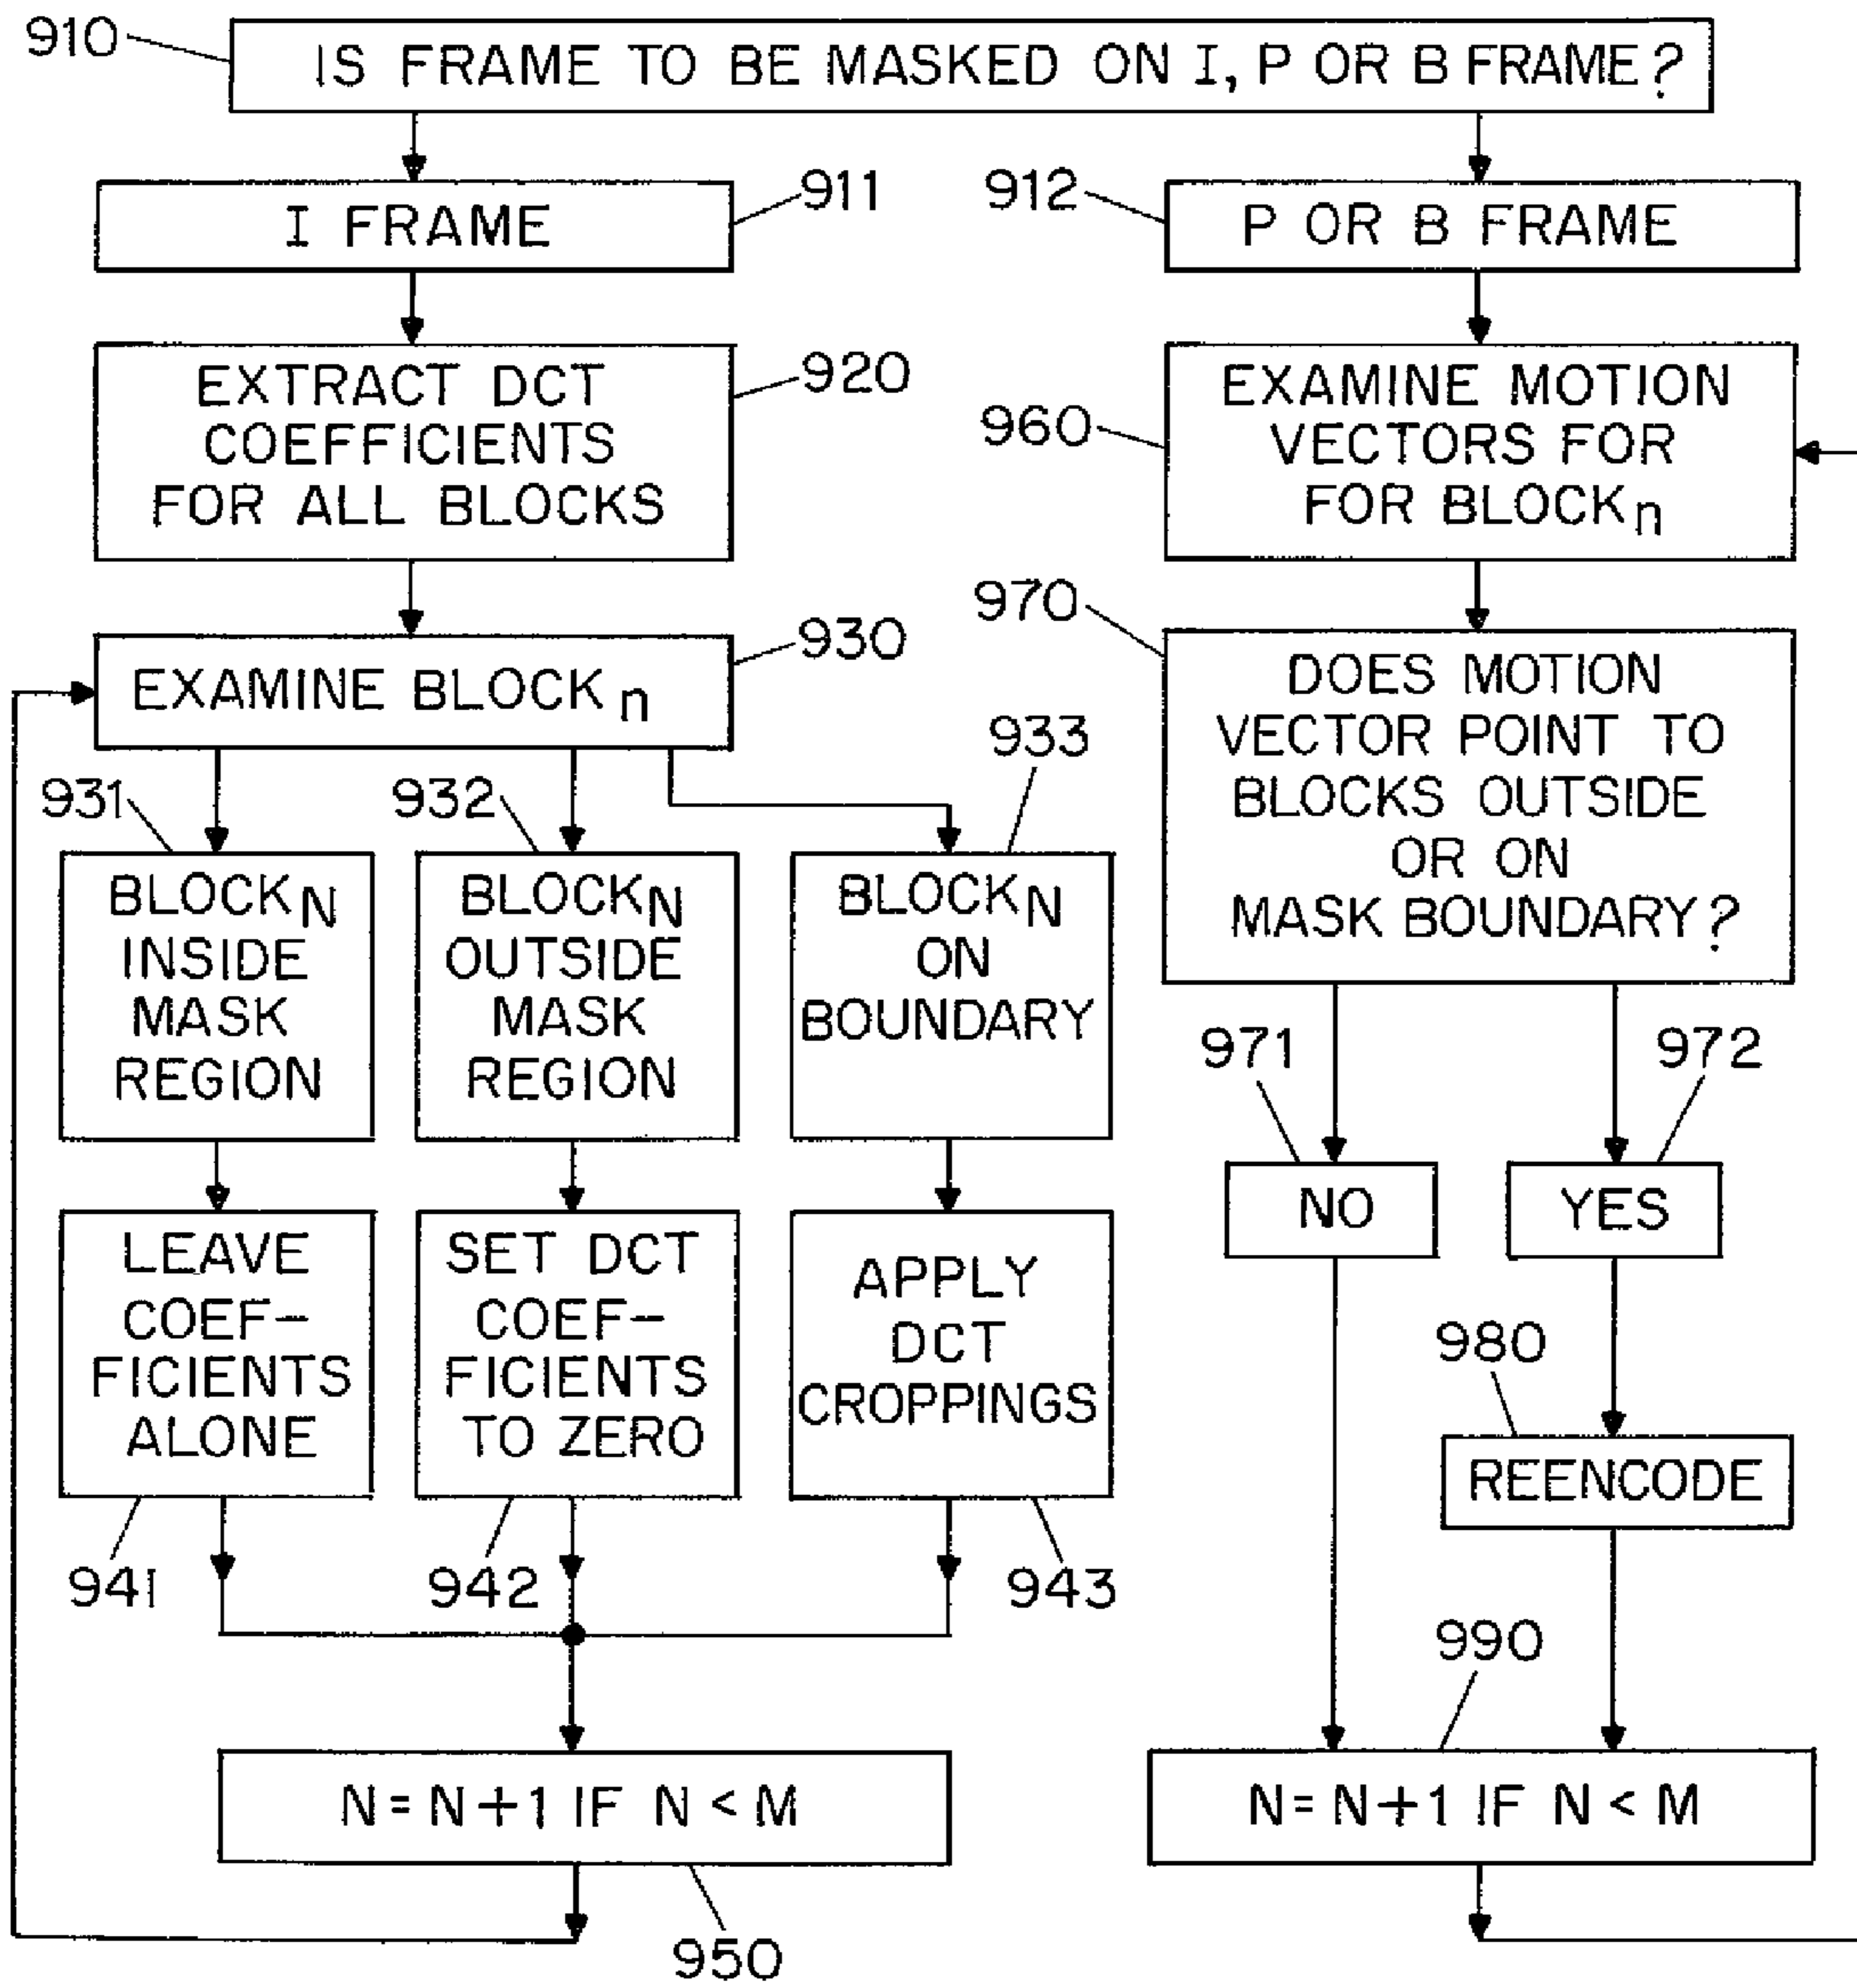 910
IS FRAME TO BE MASKED ON I, P OR B FRAME?
911
I FRAME
912
P OR B FRAME
920
EXTRACT DCT
COEFFICIENTS
FOR ALL BLOCKS
960
EXAMINE MOTION
VECTORS FOR
FOR BLOCKn
930
EXAMINE BLOCKn
970
DOES MOTION
VECTOR POINT TO
BLOCKS OUTSIDE
OR ON
MASK BOUNDARY?
931
BLOCKN
INSIDE
MASK
REGION
932
BLOCKN
OUTSIDE
MASK
REGION
933
BLOCKN
ON
BOUNDARY
971
NO
972
YES
LEAVE
COEF-
FICIENTS
ALONE
941
SET DCT
COEF-
FICIENTS
TO ZERO
942
APPLY
DCT
CROPPINGS
943
980
REENCODE
N=N+1 IF N<M
950
990
N=N+1 IF N<M